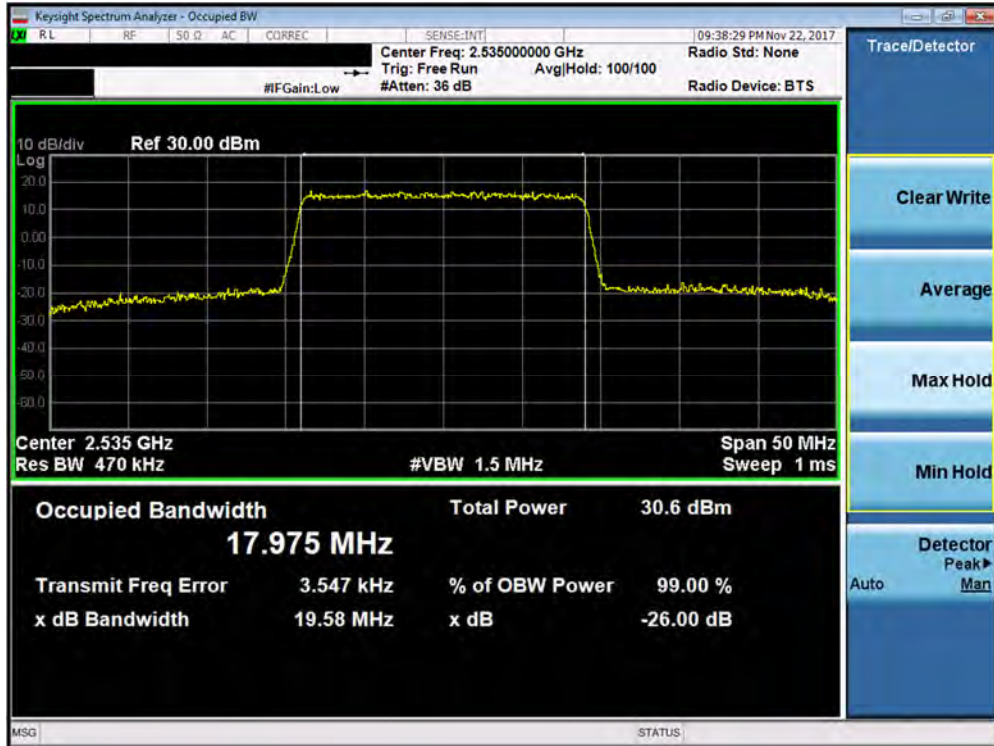 Keysight Spectrum Analyzer - Occupied BW
LXI RL RF 50 Ω AC CORREC SENSE:INT 09:38:29 PM Nov 22, 2017
Center Freq: 2.535000000 GHz Radio Std: None
Trig: Free Run Avg|Hold: 100/100
#IFGain:Low #Atten: 36 dB Radio Device: BTS
Trace/Detector
10 dB/div Ref 30.00 dBm
Log
20.0
10.0
0.00
-10.0
-20.0
-30.0
-40.0
-50.0
-60.0
Center 2.535 GHz Span 50 MHz
Res BW 470 kHz #VBW 1.5 MHz Sweep 1 ms
Occupied Bandwidth Total Power 30.6 dBm
17.975 MHz
Transmit Freq Error 3.547 kHz % of OBW Power 99.00 %
x dB Bandwidth 19.58 MHz x dB -26.00 dB
Clear Write
Average
Max Hold
Min Hold
Detector
Peak▶
Auto Man
MSG STATUS